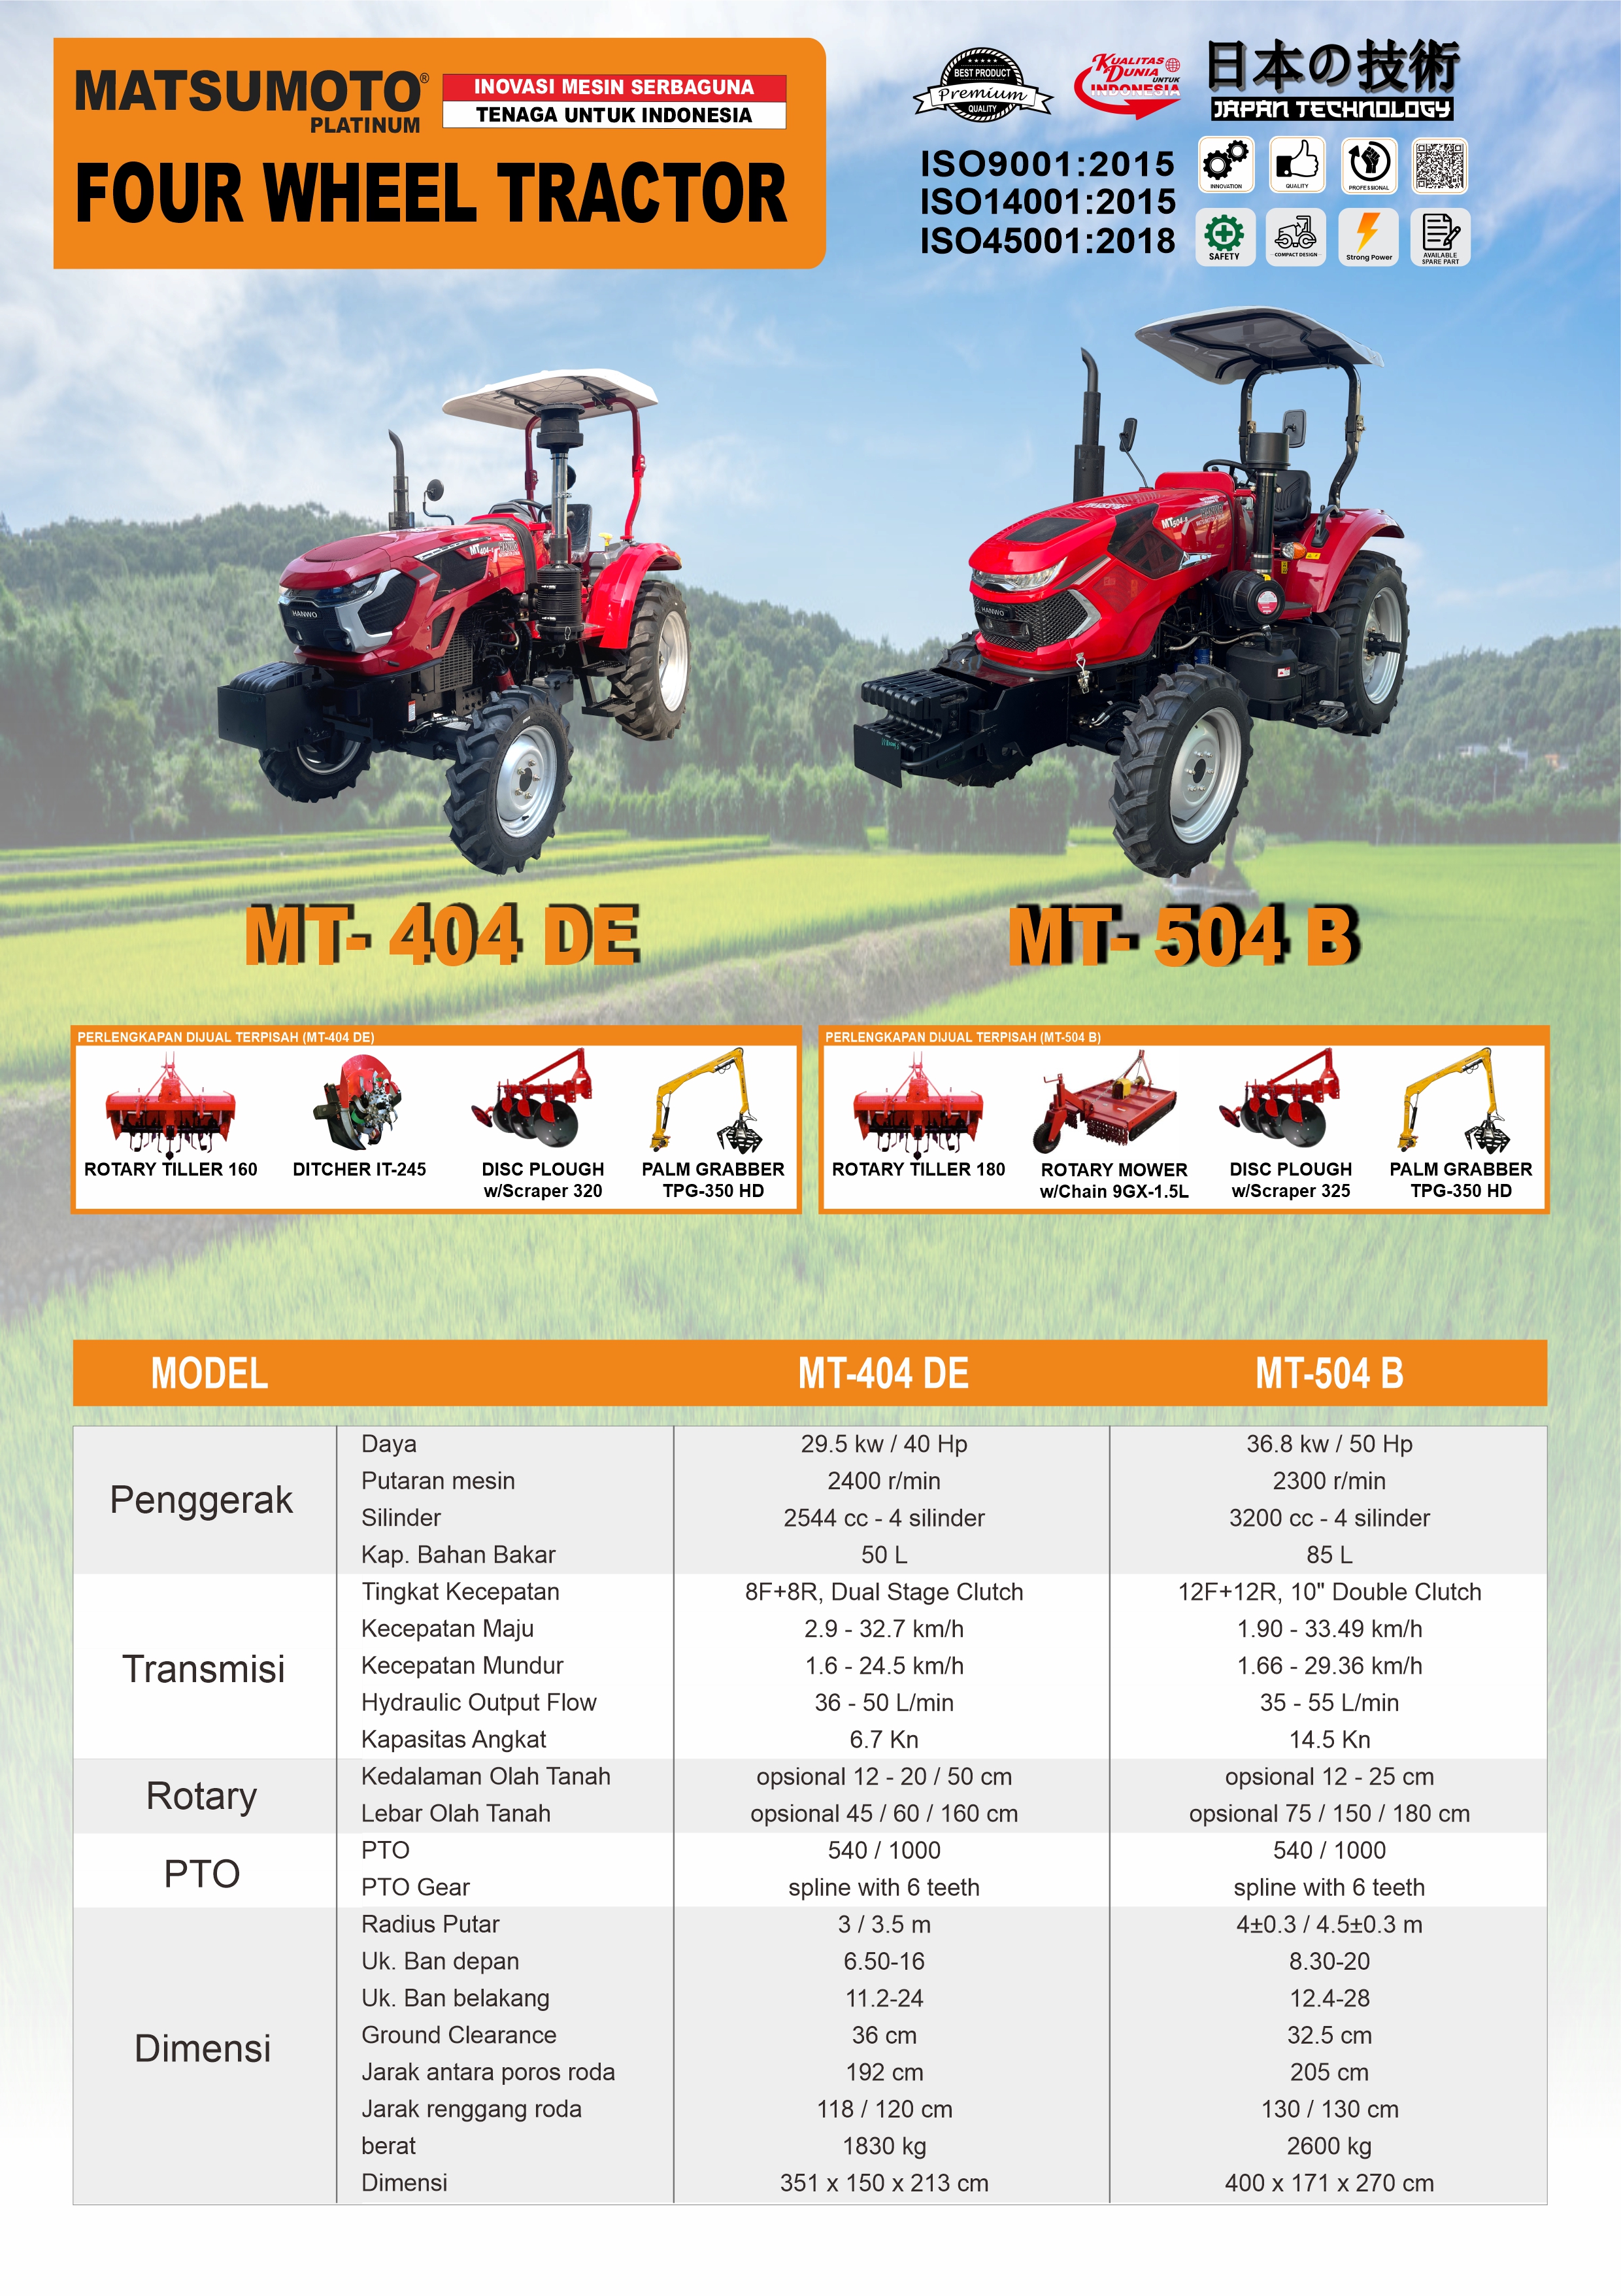 MATSUMOTO®
PLATINUM
INOVASI MESIN SERBAGUNA
TENAGA UNTUK INDONESIA
FOUR WHEEL TRACTOR
BEST PRODUCT
Premium
QUALITY
KUALITAS
DUNIA
UNTUK
INDONESIA
日本の技術
JAPAN TECHNOLOGY
ISO9001:2015
ISO14001:2015
ISO45001:2018
INNOVATION
QUALITY
PROFESSIONAL
SAFETY
COMPACT DESIGN
Strong Power
AVAILABLE
SPARE PART
MT404-E
HANWO
MT504-B
HANWO
MT- 404 DE
MT- 504 B
PERLENGKAPAN DIJUAL TERPISAH (MT-404 DE)
ROTARY TILLER 160
DITCHER IT-245
DISC PLOUGH
w/Scraper 320
PALM GRABBER
TPG-350 HD
PERLENGKAPAN DIJUAL TERPISAH (MT-504 B)
ROTARY TILLER 180
ROTARY MOWER
w/Chain 9GX-1.5L
DISC PLOUGH
w/Scraper 325
PALM GRABBER
TPG-350 HD
MODEL MT-404 DE MT-504 B
Penggerak
Daya 29.5 kw / 40 Hp 36.8 kw / 50 Hp
Putaran mesin 2400 r/min 2300 r/min
Silinder 2544 cc - 4 silinder 3200 cc - 4 silinder
Kap. Bahan Bakar 50 L 85 L
Transmisi
Tingkat Kecepatan 8F+8R, Dual Stage Clutch 12F+12R, 10" Double Clutch
Kecepatan Maju 2.9 - 32.7 km/h 1.90 - 33.49 km/h
Kecepatan Mundur 1.6 - 24.5 km/h 1.66 - 29.36 km/h
Hydraulic Output Flow 36 - 50 L/min 35 - 55 L/min
Kapasitas Angkat 6.7 Kn 14.5 Kn
Rotary
Kedalaman Olah Tanah opsional 12 - 20 / 50 cm opsional 12 - 25 cm
Lebar Olah Tanah opsional 45 / 60 / 160 cm opsional 75 / 150 / 180 cm
PTO
PTO 540 / 1000 540 / 1000
PTO Gear spline with 6 teeth spline with 6 teeth
Dimensi
Radius Putar 3 / 3.5 m 4±0.3 / 4.5±0.3 m
Uk. Ban depan 6.50-16 8.30-20
Uk. Ban belakang 11.2-24 12.4-28
Ground Clearance 36 cm 32.5 cm
Jarak antara poros roda 192 cm 205 cm
Jarak renggang roda 118 / 120 cm 130 / 130 cm
berat 1830 kg 2600 kg
Dimensi 351 x 150 x 213 cm 400 x 171 x 270 cm